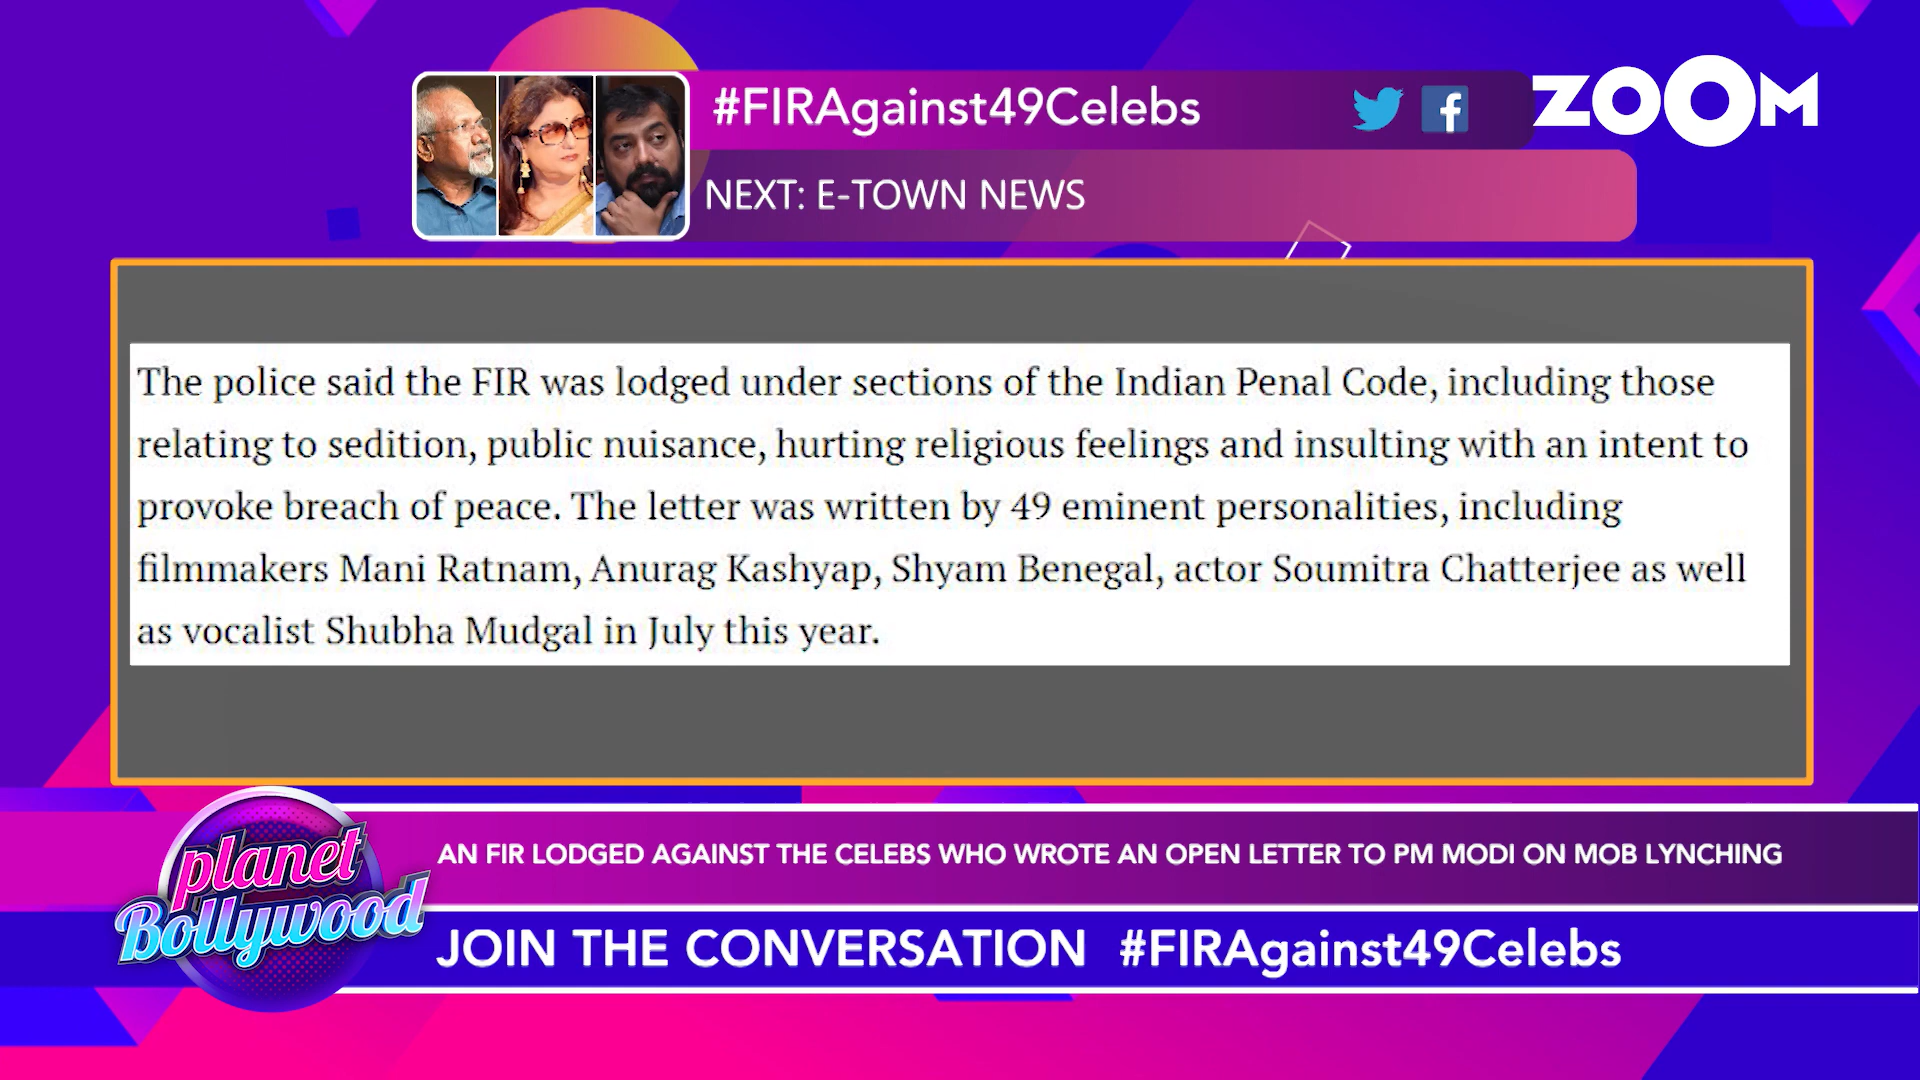 #FIRAgainst49Celebs
ZOOM
NEXT: E-TOWN NEWS
The police said the FIR was lodged under sections of the Indian Penal Code, including those
relating to sedition, public nuisance, hurting religious feelings and insulting with an intent to
provoke breach of peace. The letter was written by 49 eminent personalities, including
filmmakers Mani Ratnam, Anurag Kashyap, Shyam Benegal, actor Soumitra Chatterjee as well
as vocalist Shubha Mudgal in July this year.
planet
Bollywood
AN FIR LODGED AGAINST THE CELEBS WHO WROTE AN OPEN LETTER TO PM MODI ON MOB LYNCHING
JOIN THE CONVERSATION #FIRAgainst49Celebs